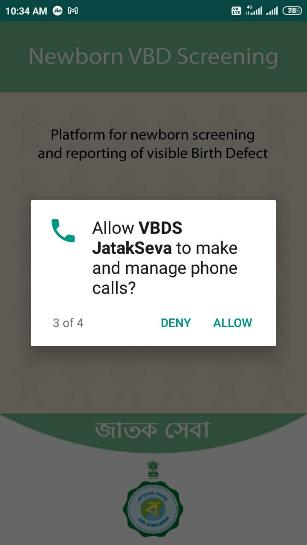 10:34 AM
78
Newborn VBD Screening
Platform for newborn screening
and reporting of visible Birth Defect
Allow VBDS
JatakSeva to make
and manage phone
calls?
3 of 4 DENY ALLOW
জাতক সেবা
ব